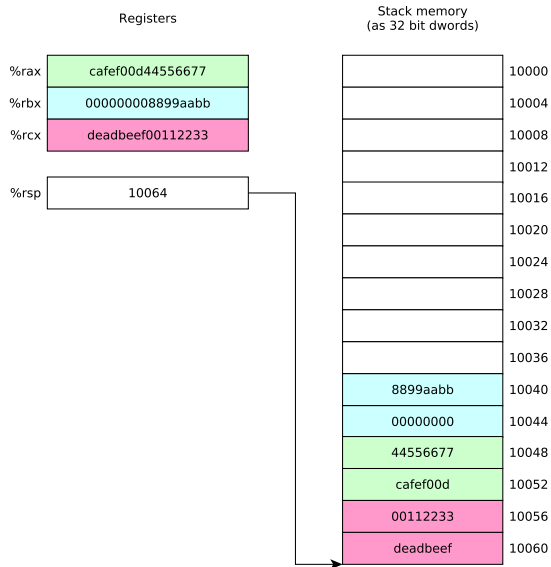 Registers
Stack memory
(as 32 bit dwords)
%rax
cafef00d44556677
%rbx
000000008899aabb
%rcx
deadbeef00112233
%rsp
10064
10000
10004
10008
10012
10016
10020
10024
10028
10032
10036
8899aabb
10040
00000000
10044
44556677
10048
cafef00d
10052
00112233
10056
deadbeef
10060